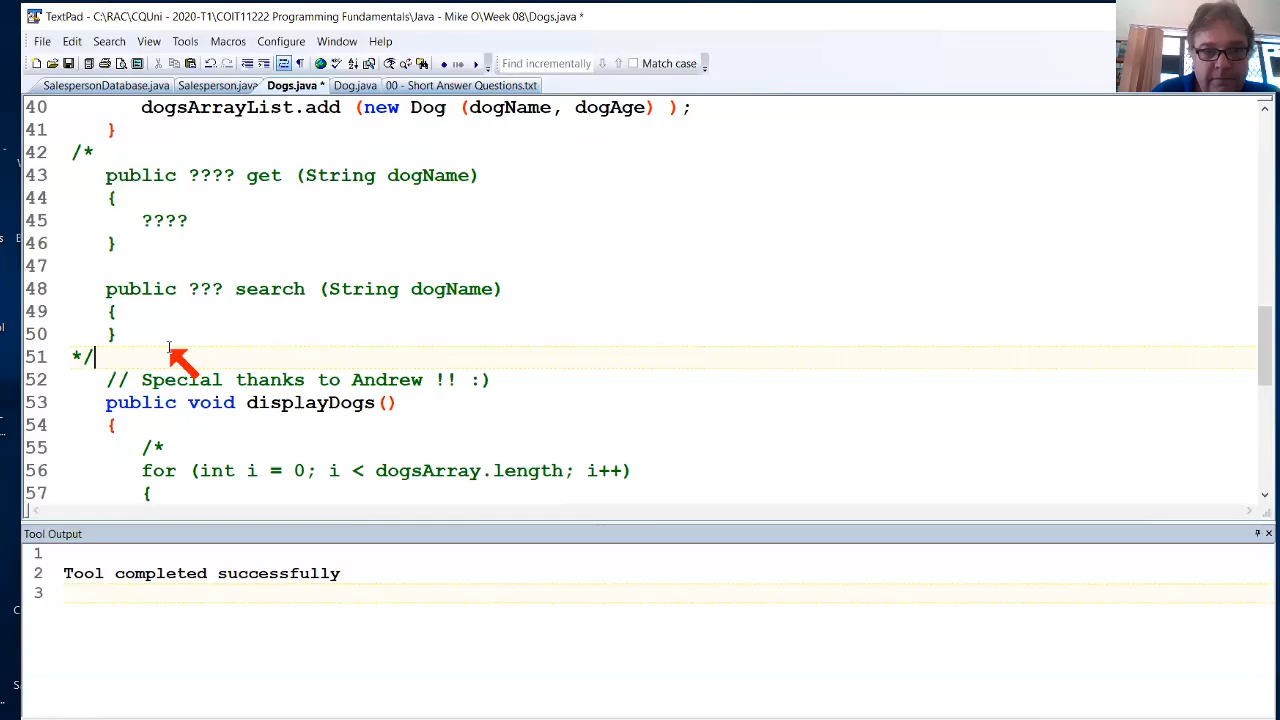 TextPad - C:\RAC\CQUni - 2020-T1\COIT11222 Programming Fundamentals\Java - Mike O\Week 08\Dogs.java *
File Edit Search View Tools Macros Configure Window Help
Find incrementally Match case
SalespersonDatabase.java Salesperson.java Dogs.java * Dog.java 00 - Short Answer Questions.txt
40 dogsArrayList.add (new Dog (dogName, dogAge) );
41 }
42 /*
43 public ???? get (String dogName)
44 {
45 ????
46 }
47
48 public ??? search (String dogName)
49 {
50 }
51 */
52 // Special thanks to Andrew !! :)
53 public void displayDogs()
54 {
55 /*
56 for (int i = 0; i < dogsArray.length; i++)
57 {
Tool Output
1
2 Tool completed successfully
3